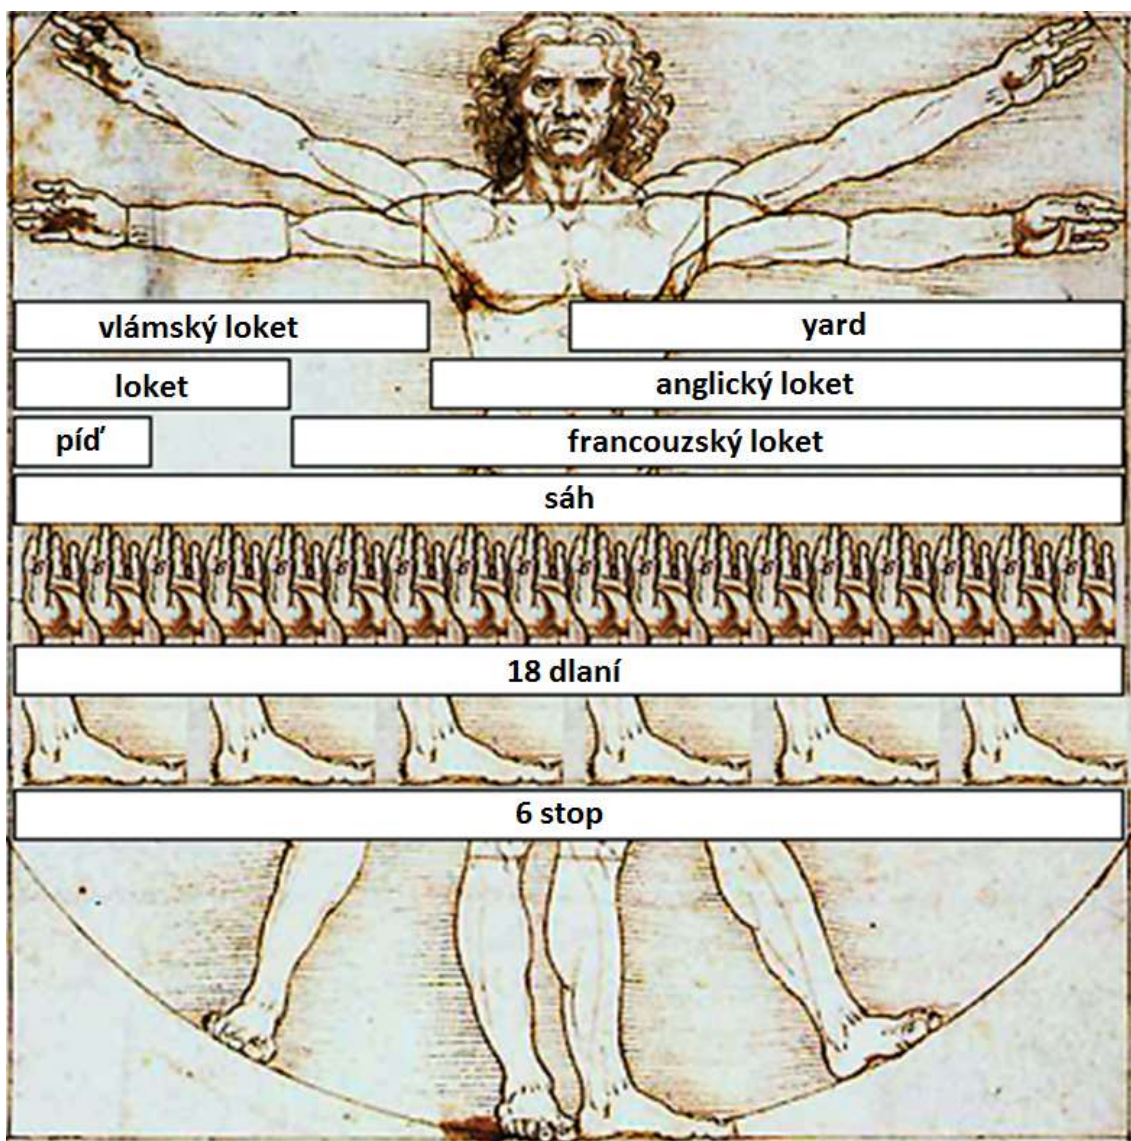 vlámský loket
yard
loket
anglický loket
píď
francouzský loket
sáh
18 dlaní
6 stop